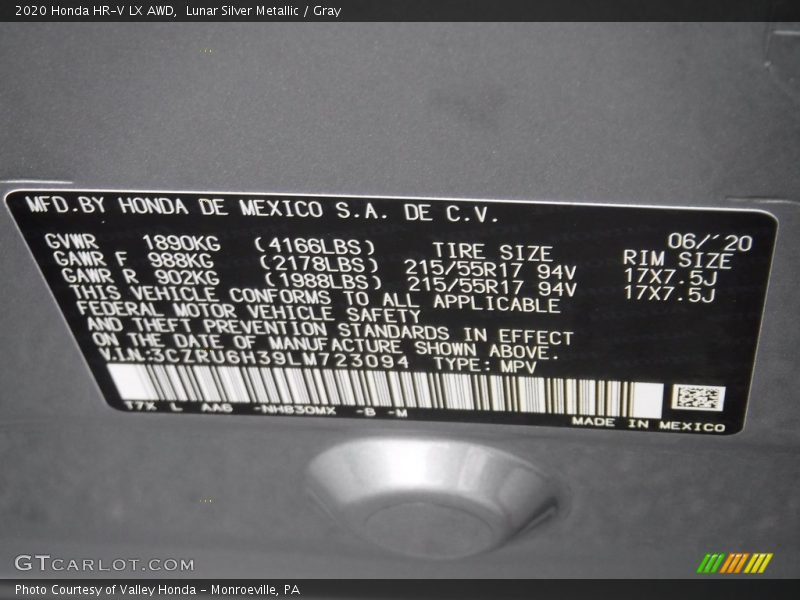 2020 Honda HR-V LX AWD,  Lunar Silver Metallic / Gray
MFD.BY HONDA DE MEXICO S.A. DE C.V.
06/'20
GVWR 1890KG (4166LBS) TIRE SIZE RIM SIZE
GAWR F 988KG (2178LBS) 215/55R17 94V 17X7.5J
GAWR R 902KG (1988LBS) 215/55R17 94V 17X7.5J
THIS VEHICLE CONFORMS TO ALL APPLICABLE
FEDERAL MOTOR VEHICLE SAFETY
AND THEFT PREVENTION STANDARDS IN EFFECT
ON THE DATE OF MANUFACTURE SHOWN ABOVE.
V.I.N:3CZRU6H39LM723094 TYPE: MPV
T7X L AA6 -NH830MX -B -M
MADE IN MEXICO
GTCARLOT.COM
Photo Courtesy of Valley Honda - Monroeville, PA